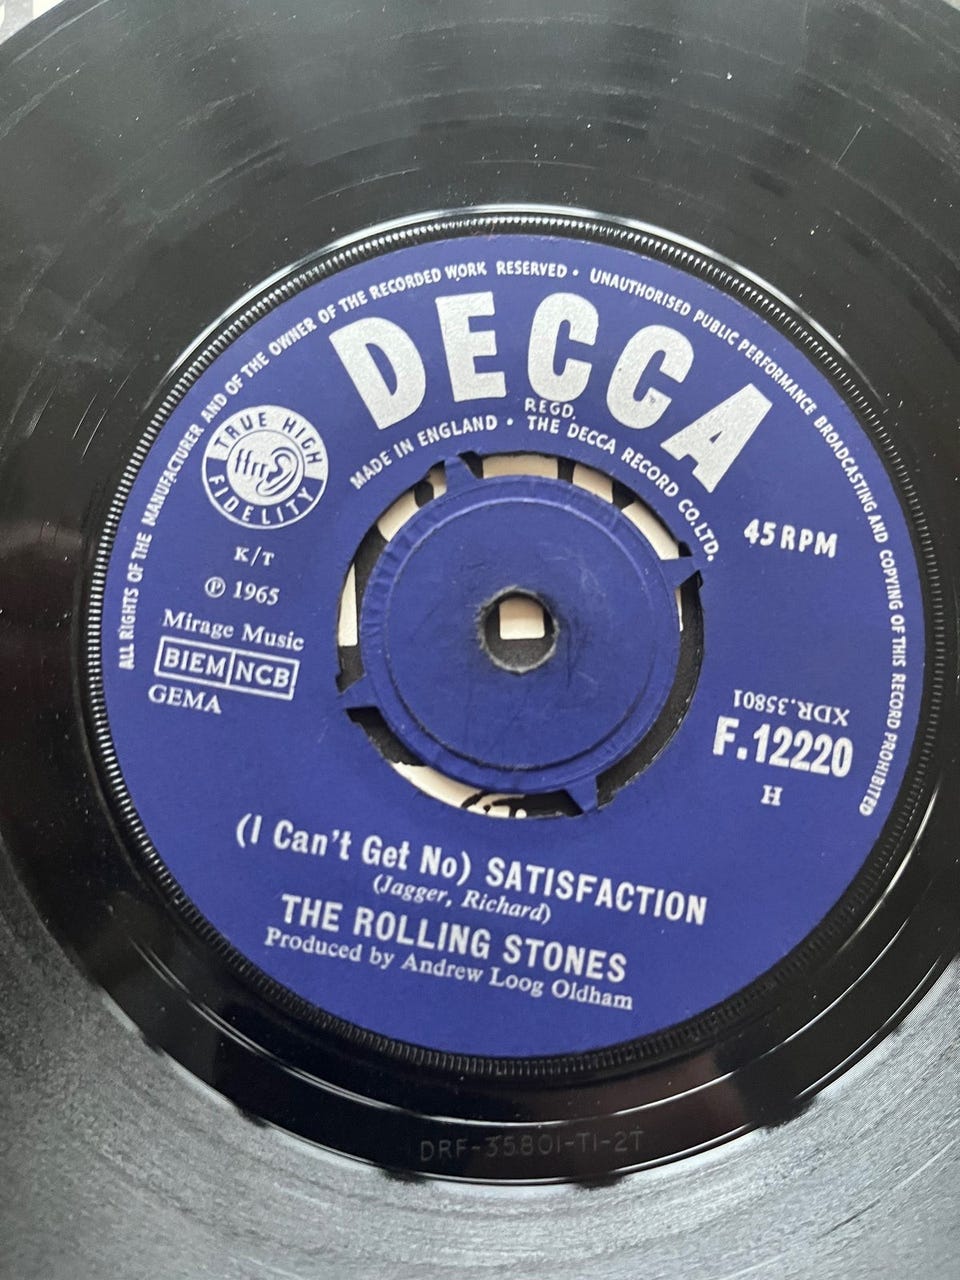 ALL RIGHTS OF THE MANUFACTURER AND OF THE OWNER OF THE RECORDED WORK RESERVED • UNAUTHORISED PUBLIC PERFORMANCE BROADCASTING AND COPYING OF THIS RECORD PROHIBITED
DECCA
REGD.
MADE IN ENGLAND • THE DECCA RECORD CO. LTD.
TRUE HIGH
ffrr
FIDELITY
45 RPM
K/T
Ⓟ 1965
Mirage Music
BIEM/NCB
GEMA
XDR.35801
F.12220
H
(I Can't Get No) SATISFACTION
(Jagger, Richard)
THE ROLLING STONES
Produced by Andrew Loog Oldham
DRF-35801-T1-2T